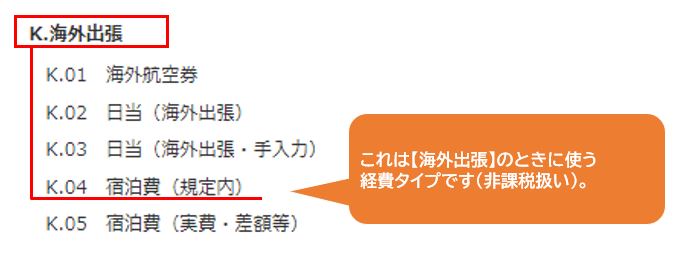 K.海外出張
K.01 海外航空券
K.02 日当（海外出張）
K.03 日当（海外出張・手入力）
K.04 宿泊費（規定内）
K.05 宿泊費（実費・差額等）
これは【海外出張】のときに使う
経費タイプです（非課税扱い）。